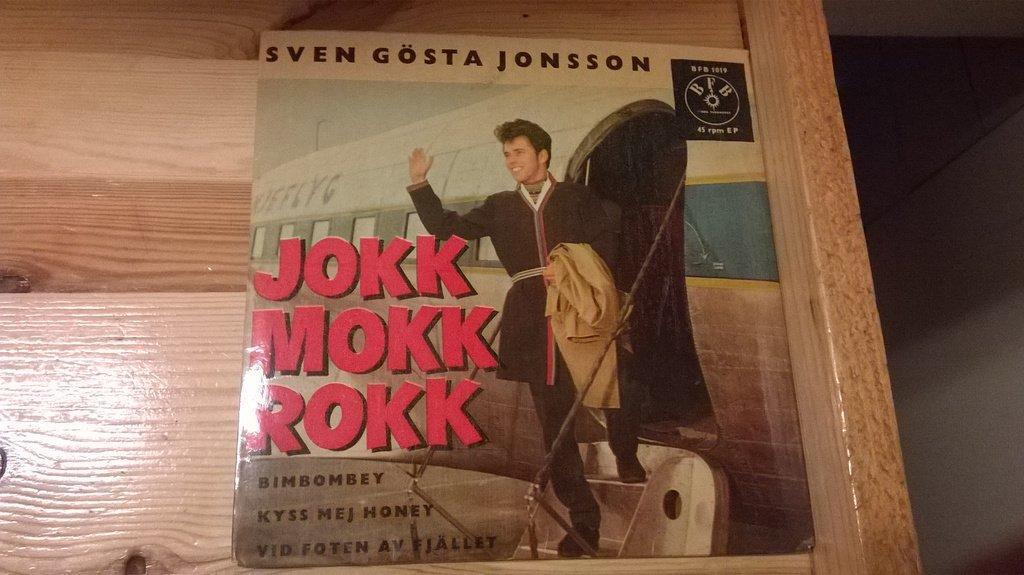 SVEN GÖSTA JONSSON
BFB 1019
BFB
45 rpm EP
JOKK
MOKK
ROKK
BIMBOMBEY
KYSS MEJ HONEY
VID FOTEN AV FJÄLLET